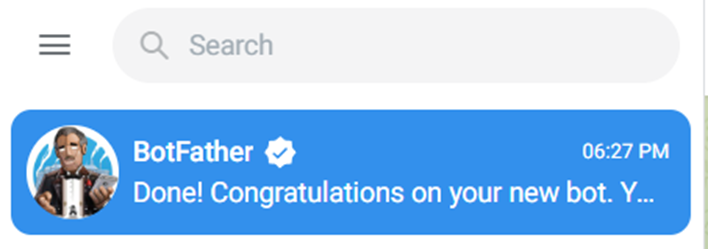 Search
BotFather
06:27 PM
Done! Congratulations on your new bot. Y...